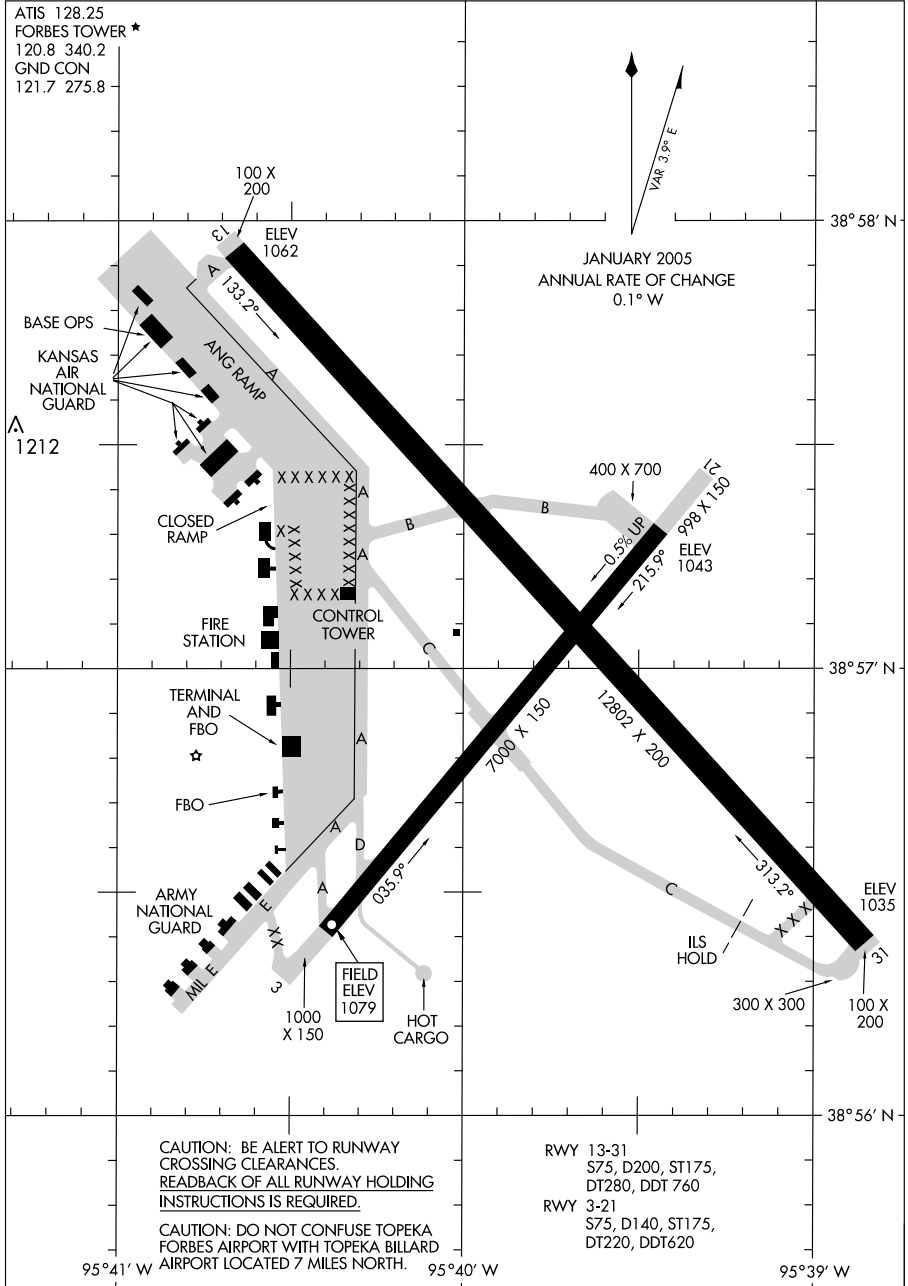 ATIS 128.25
FORBES TOWER
120.8 340.2
GND CON
121.7 275.8
VAR 3.9° E
JANUARY 2005
ANNUAL RATE OF CHANGE
0.1° W
38°58' N
100 X
200
13
ELEV
1062
A
133.2°
BASE OPS
KANSAS
AIR
NATIONAL
GUARD
ANG RAMP
A
1212
400 X 700
21
998 X 150
X X X X X X
A
CLOSED
RAMP
B
B
0.5% UP
ELEV
1043
215.9°
X X
A
X X X X
CONTROL
TOWER
FIRE
STATION
C
38°57' N
TERMINAL
AND
FBO
A
7000 X 150
12802 X 200
FBO
A
D
A
035.9°
313.2°
C
ELEV
1035
X X X
31
ARMY
NATIONAL
GUARD
E
X X
MIL E
3
ILS
HOLD
FIELD
ELEV
1079
1000
X 150
HOT
CARGO
300 X 300
100 X
200
38°56' N
CAUTION: BE ALERT TO RUNWAY
CROSSING CLEARANCES.
READBACK OF ALL RUNWAY HOLDING
INSTRUCTIONS IS REQUIRED.
CAUTION: DO NOT CONFUSE TOPEKA
FORBES AIRPORT WITH TOPEKA BILLARD
AIRPORT LOCATED 7 MILES NORTH.
RWY 13-31
S75, D200, ST175,
DT280, DDT 760
RWY 3-21
S75, D140, ST175,
DT220, DDT620
95°41' W
95°40' W
95°39' W